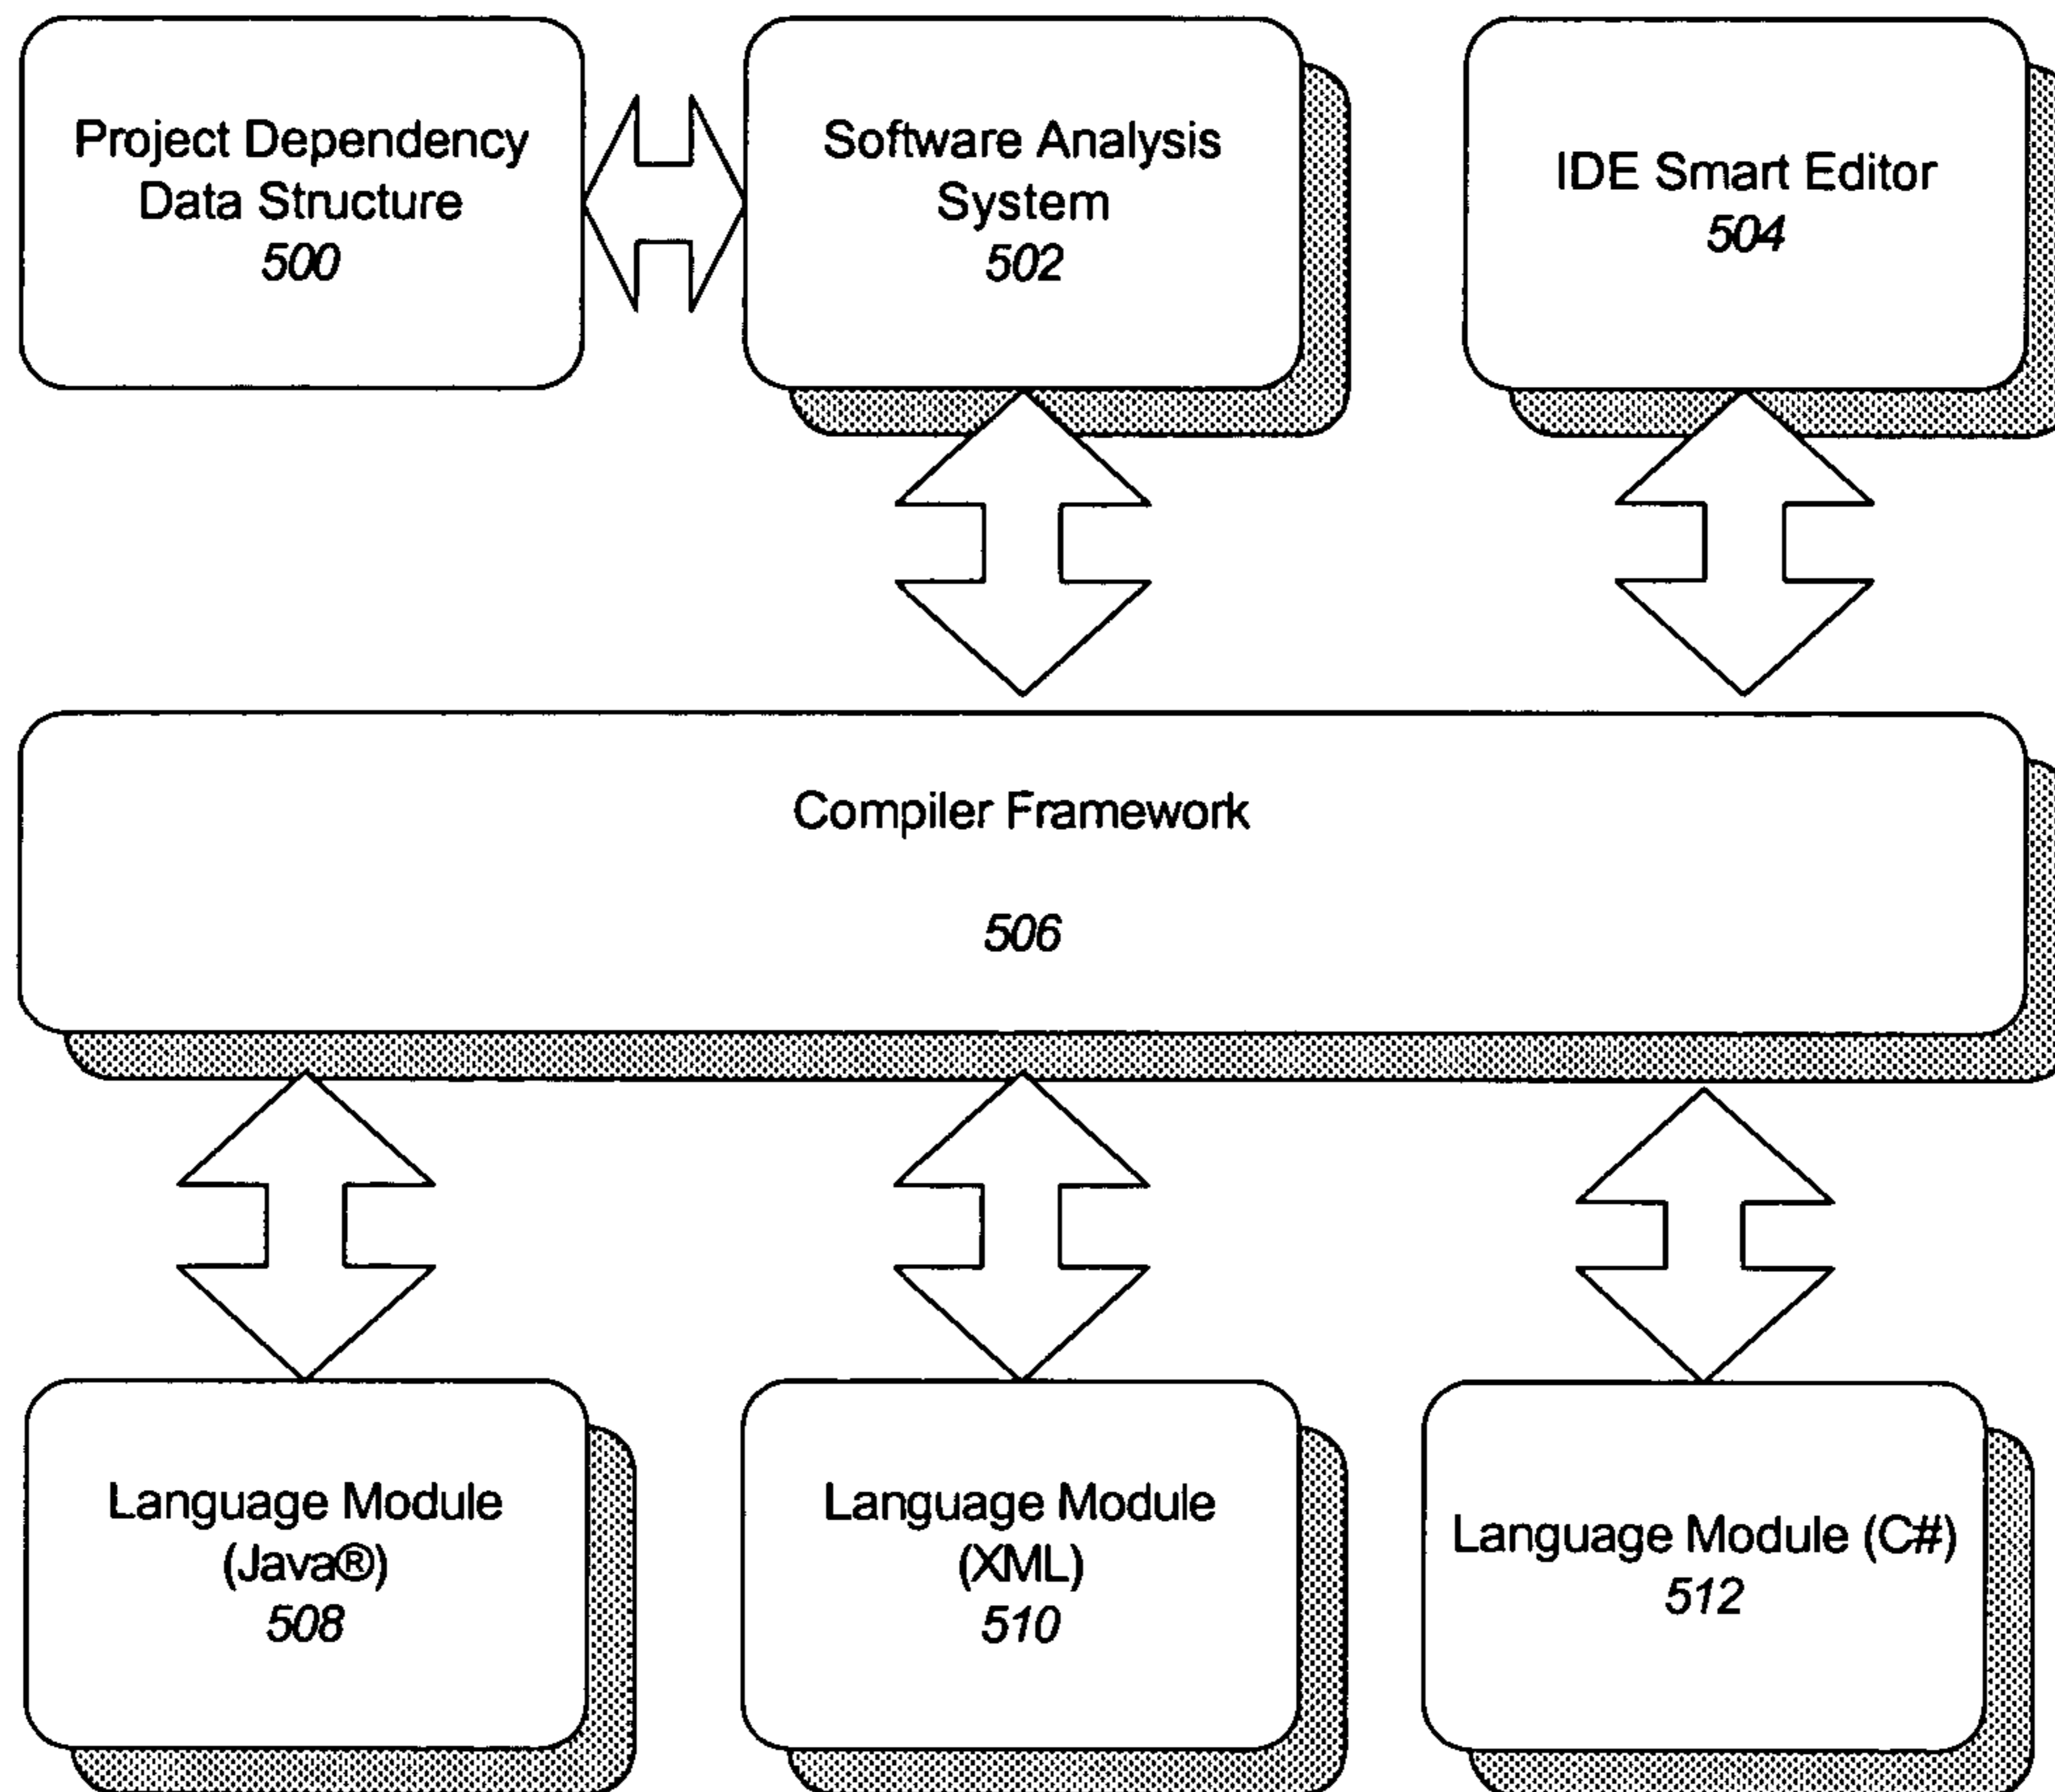 Project Dependency
Data Structure
500
Software Analysis
System
502
IDE Smart Editor
504
Compiler Framework
506
Language Module
(Java®)
508
Language Module
(XML)
510
Language Module (C#)
512